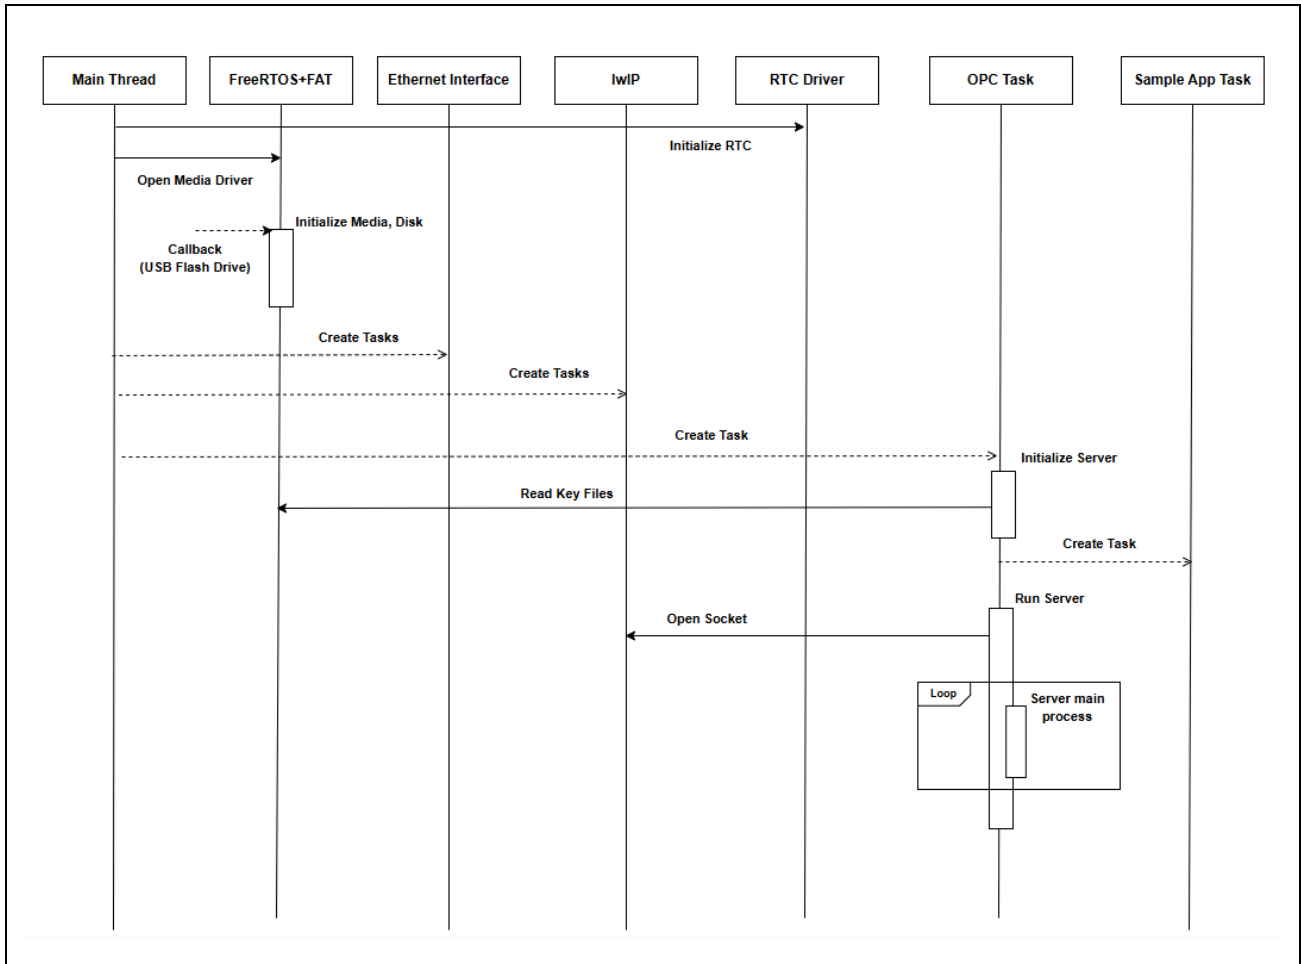 Main Thread
FreeRTOS+FAT
Ethernet Interface
lwIP
RTC Driver
OPC Task
Sample App Task
Initialize RTC
Open Media Driver
Initialize Media, Disk
Callback
(USB Flash Drive)
Create Tasks
Create Tasks
Create Task
Initialize Server
Read Key Files
Create Task
Run Server
Open Socket
Loop
Server main
process